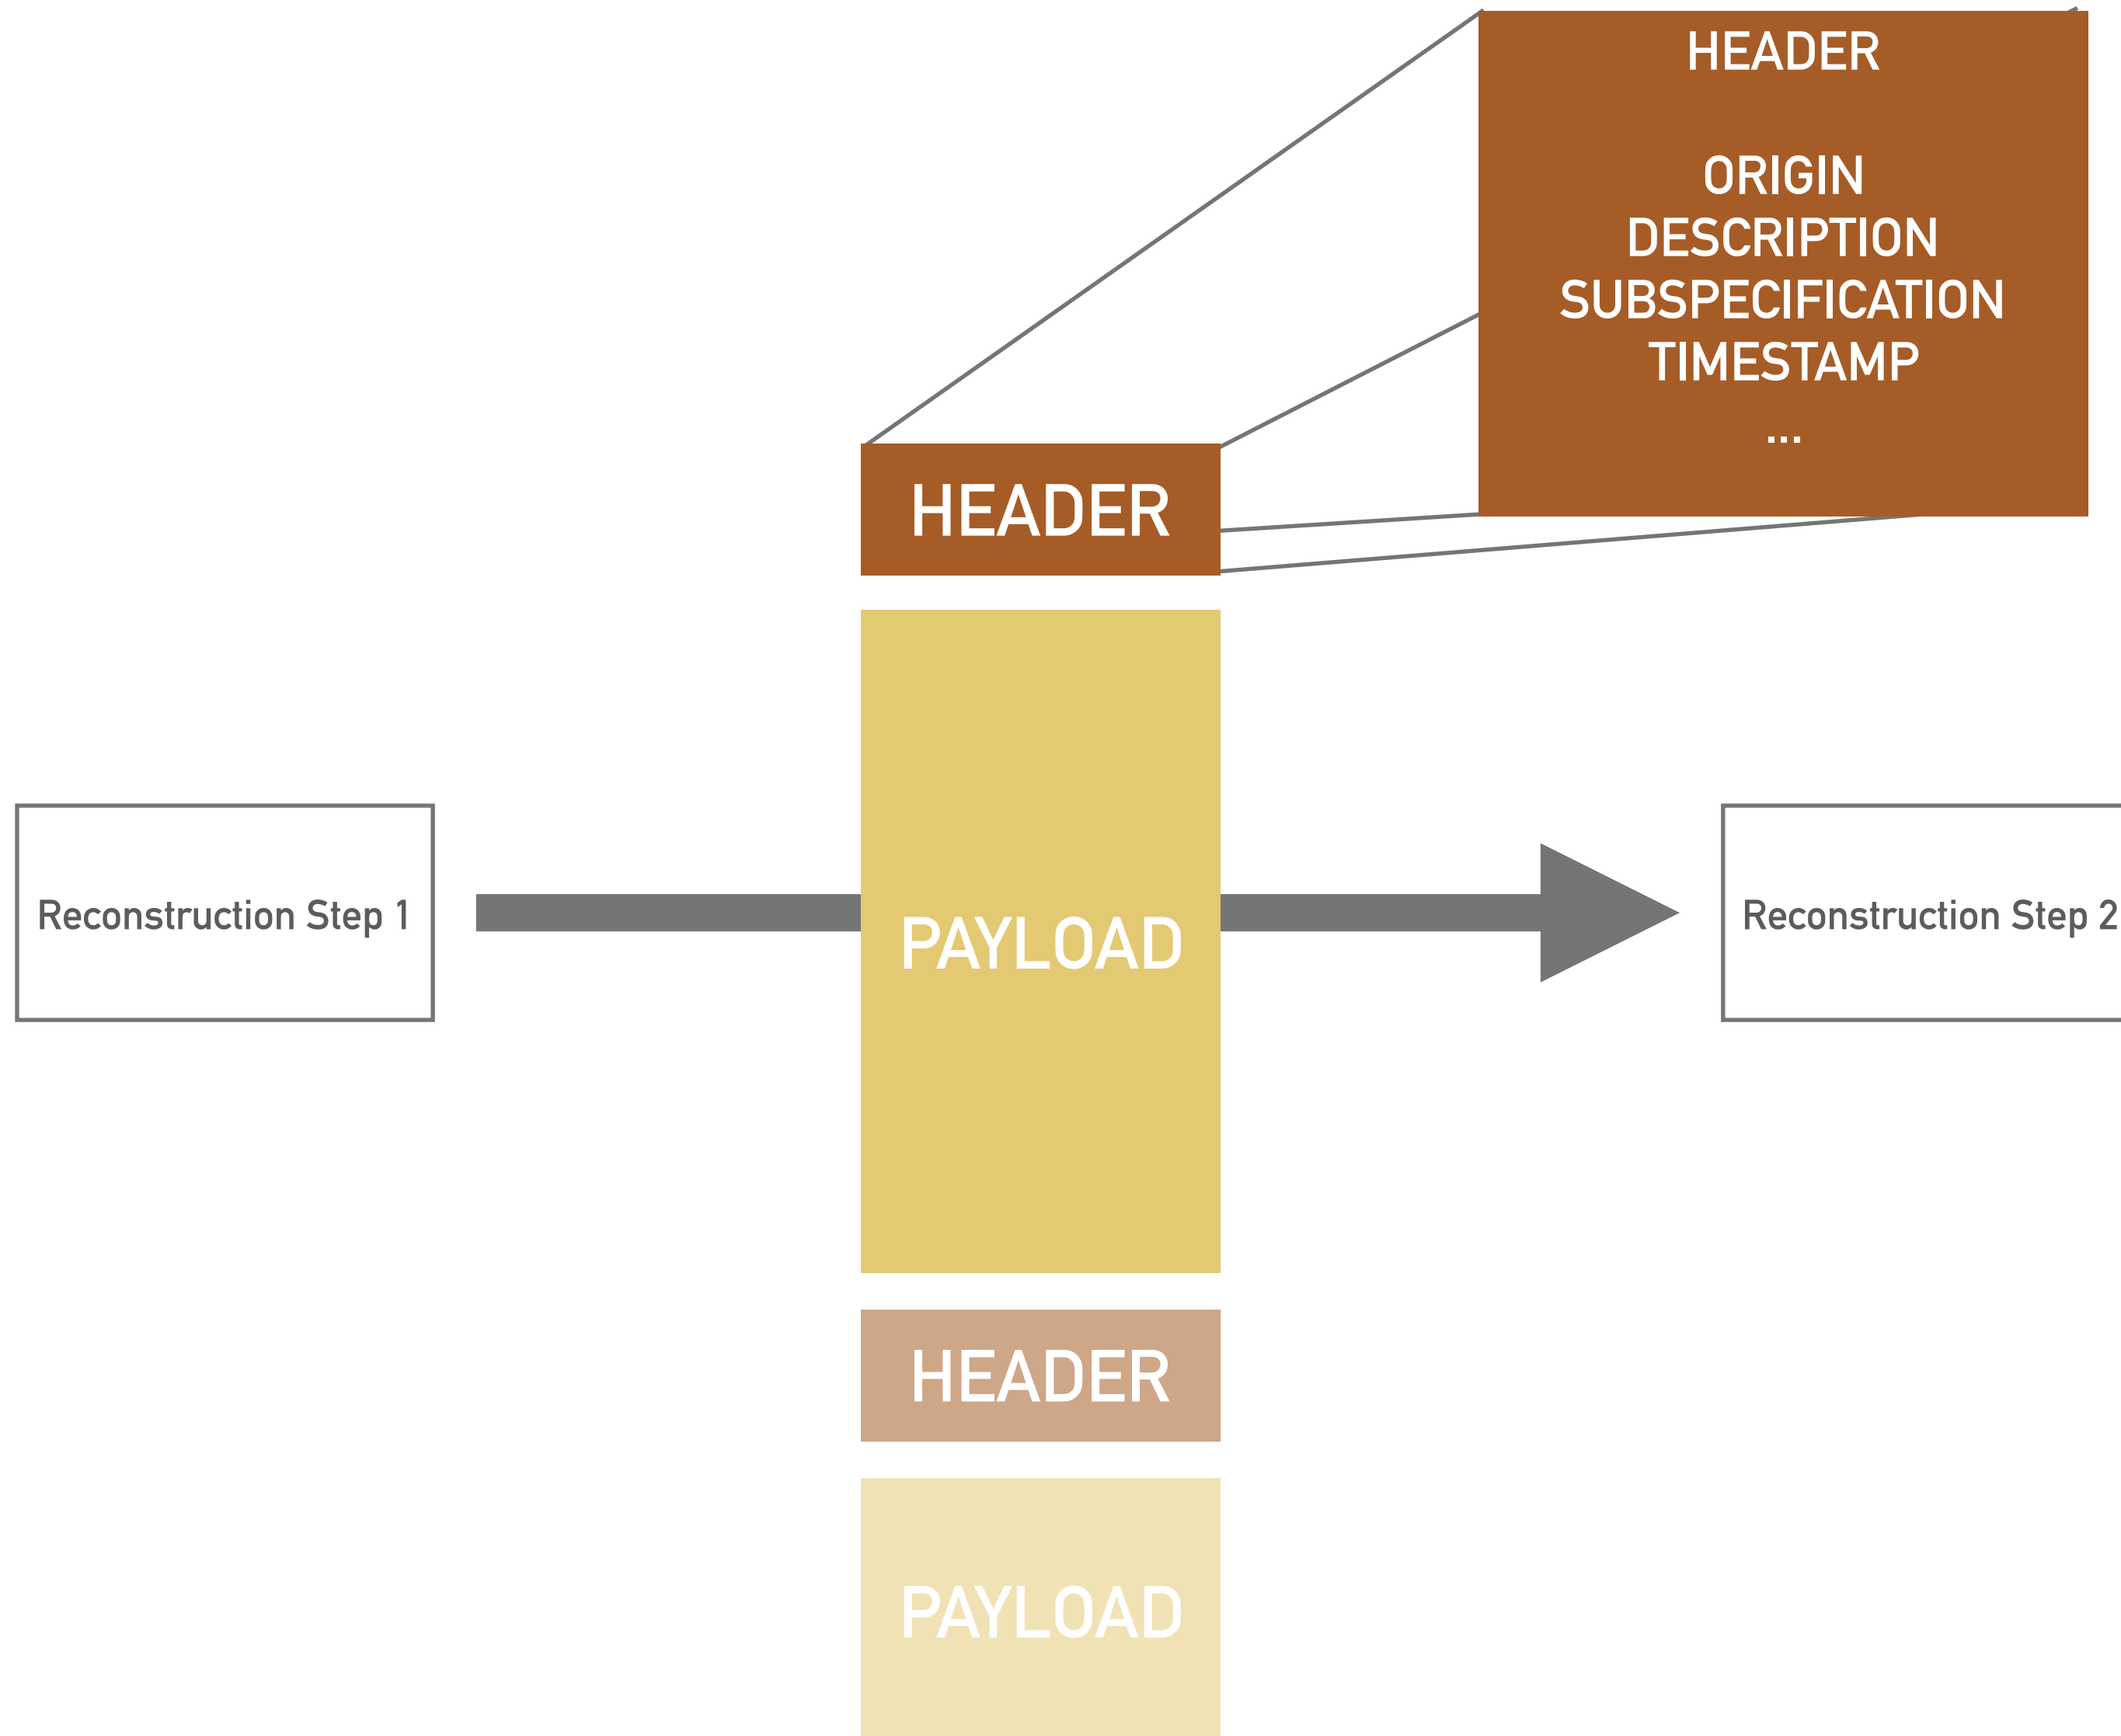 HEADER
ORIGIN
DESCRIPTION
SUBSPECIFICATION
TIMESTAMP
...
HEADER
Reconstruction Step 1
PAYLOAD
Reconstruction Step 2
HEADER
PAYLOAD